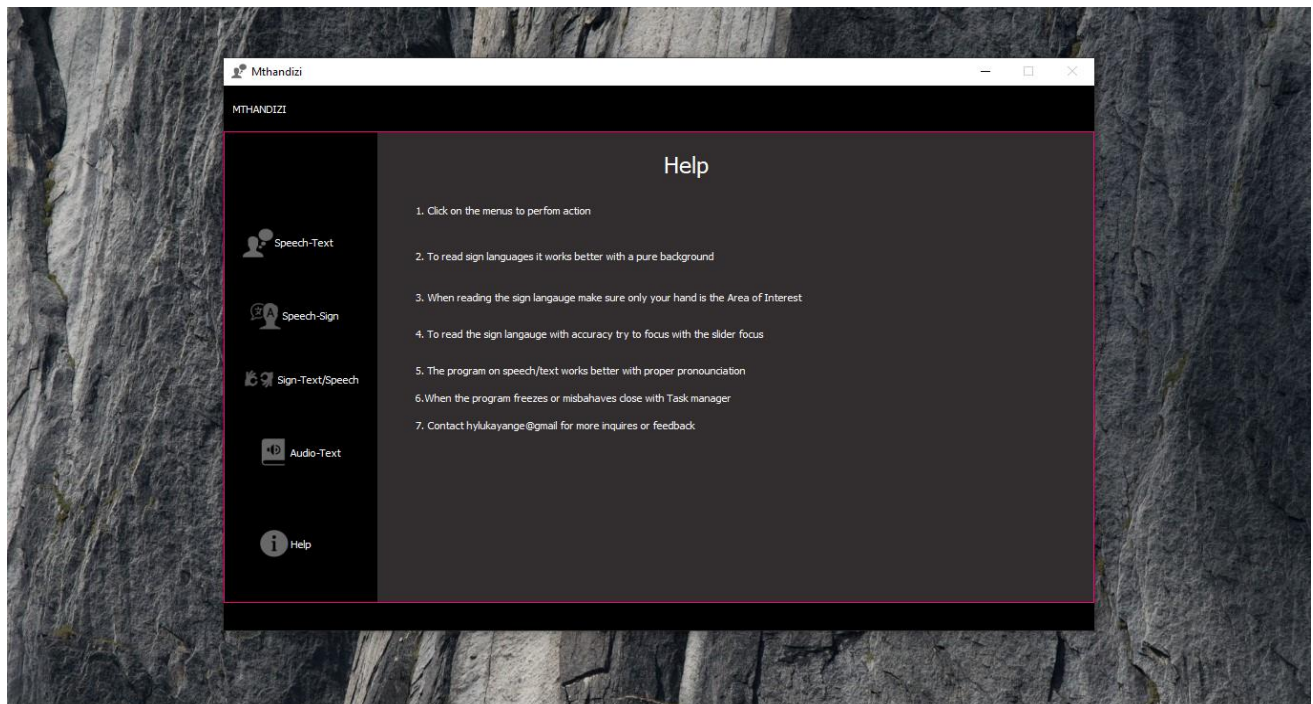 Mthandizi
MTHANDIZI
Help
1. Click on the menus to perfom action
2. To read sign languages it works better with a pure background
3. When reading the sign langauge make sure only your hand is the Area of Interest
4. To read the sign langauge with accuracy try to focus with the slider focus
5. The program on speech/text works better with proper pronounciation
6.When the program freezes or misbahaves close with Task manager
7. Contact hylukayange@gmail for more inquires or feedback
Speech-Text
Speech-Sign
Sign-Text/Speech
Audio-Text
Help